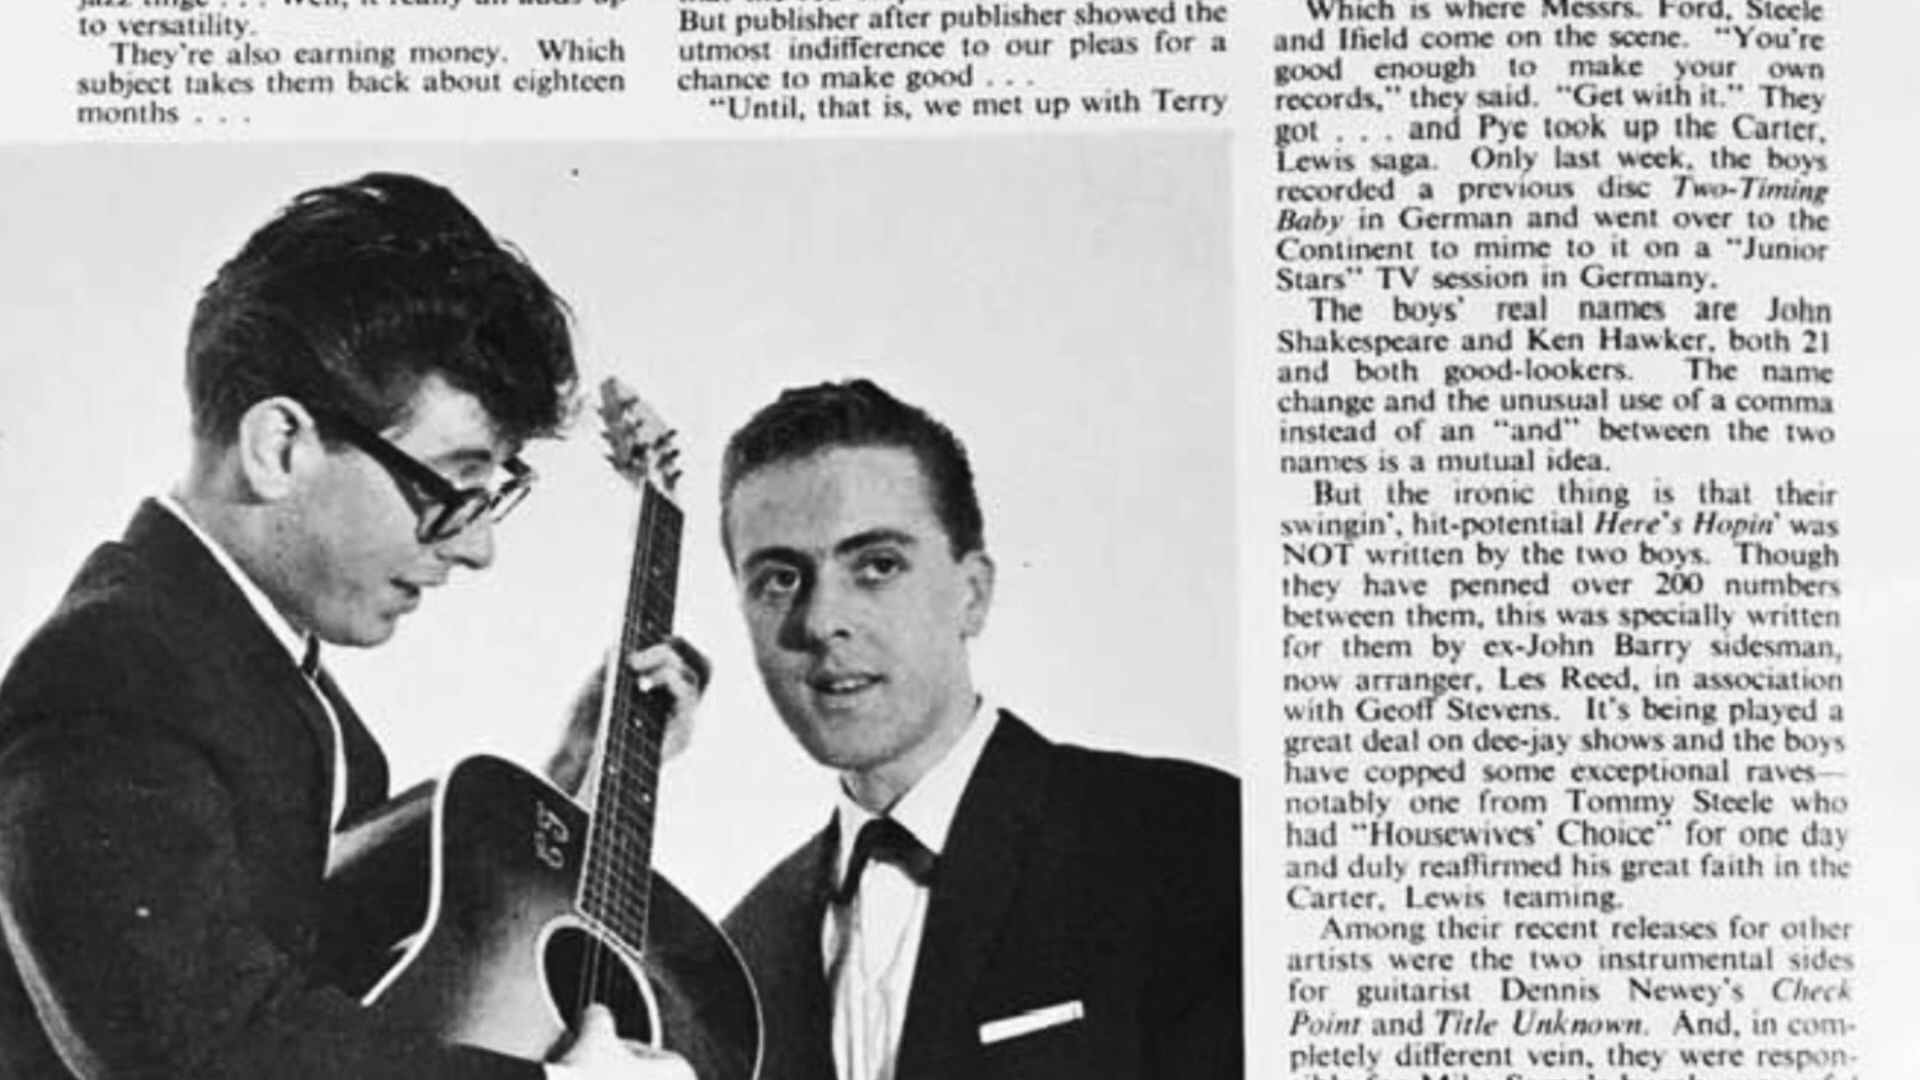 to versatility.
They're also earning money. Which
subject takes them back about eighteen
months . . .
But publisher after publisher showed the
utmost indifference to our pleas for a
chance to make good . . .
"Until, that is, we met up with Terry
Which is where Messrs. Ford, Steele
and Ifield come on the scene. "You're
good enough to make your own
records," they said. "Get with it." They
got . . . and Pye took up the Carter,
Lewis saga. Only last week, the boys
recorded a previous disc Two-Timing
Baby in German and went over to the
Continent to mime to it on a "Junior
Stars" TV session in Germany.
The boys' real names are John
Shakespeare and Ken Hawker, both 21
and both good-lookers. The name
change and the unusual use of a comma
instead of an "and" between the two
names is a mutual idea.
But the ironic thing is that their
swingin', hit-potential Here's Hopin' was
NOT written by the two boys. Though
they have penned over 200 numbers
between them, this was specially written
for them by ex-John Barry sidesman,
now arranger, Les Reed, in association
with Geoff Stevens. It's being played a
great deal on dee-jay shows and the boys
have copped some exceptional raves—
notably one from Tommy Steele who
had "Housewives' Choice" for one day
and duly reaffirmed his great faith in the
Carter, Lewis teaming.
Among their recent releases for other
artists were the two instrumental sides
for guitarist Dennis Newey's Check
Point and Title Unknown. And, in com-
pletely different vein, they were respon-